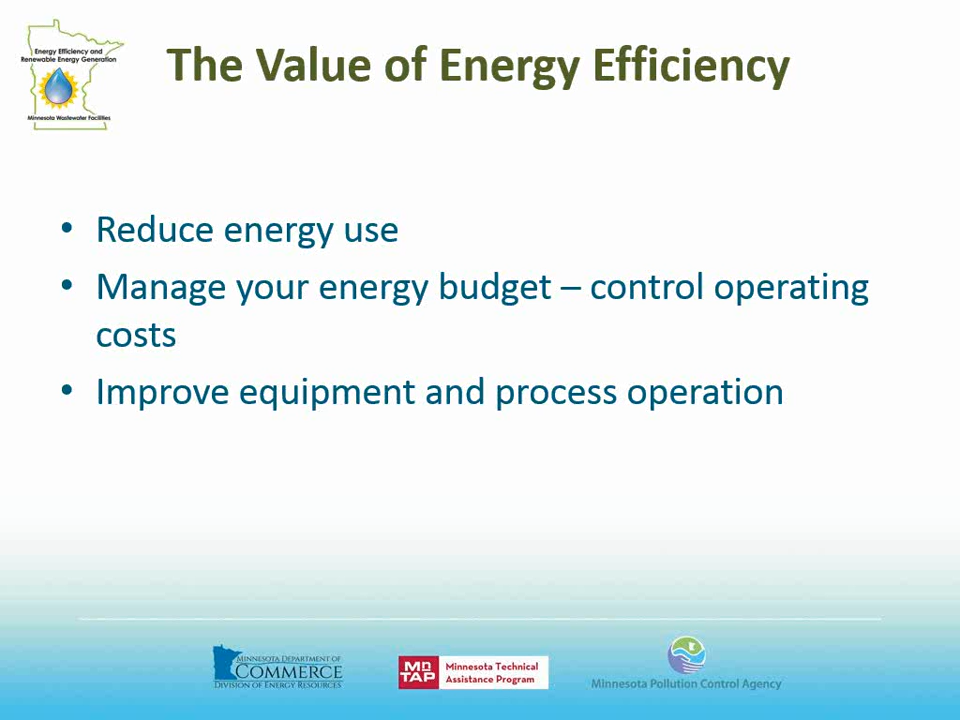 Energy Efficiency and
Renewable Energy Generation
Minnesota Wastewater Facilities
The Value of Energy Efficiency
• Reduce energy use
• Manage your energy budget – control operating
costs
• Improve equipment and process operation
MINNESOTA DEPARTMENT OF
COMMERCE
DIVISION OF ENERGY RESOURCES
MnTAP
Minnesota Technical
Assistance Program
Minnesota Pollution Control Agency